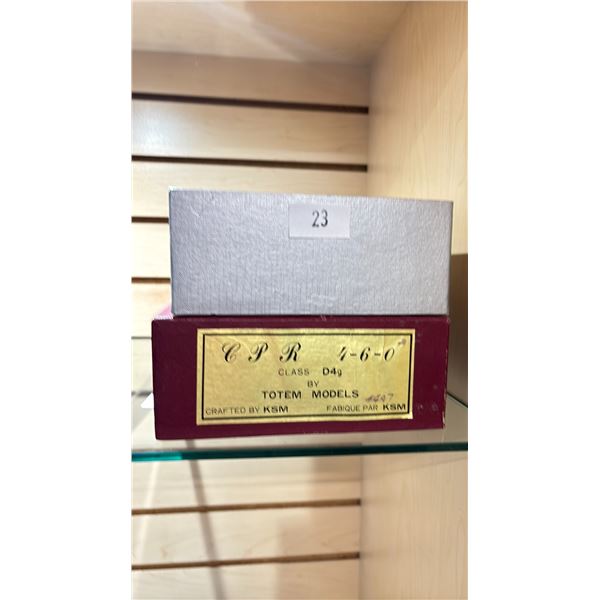 23
C P R 4-6-0
CLASS D4g
BY
TOTEM MODELS
CRAFTED BY KSM FABIQUE PAR KSM